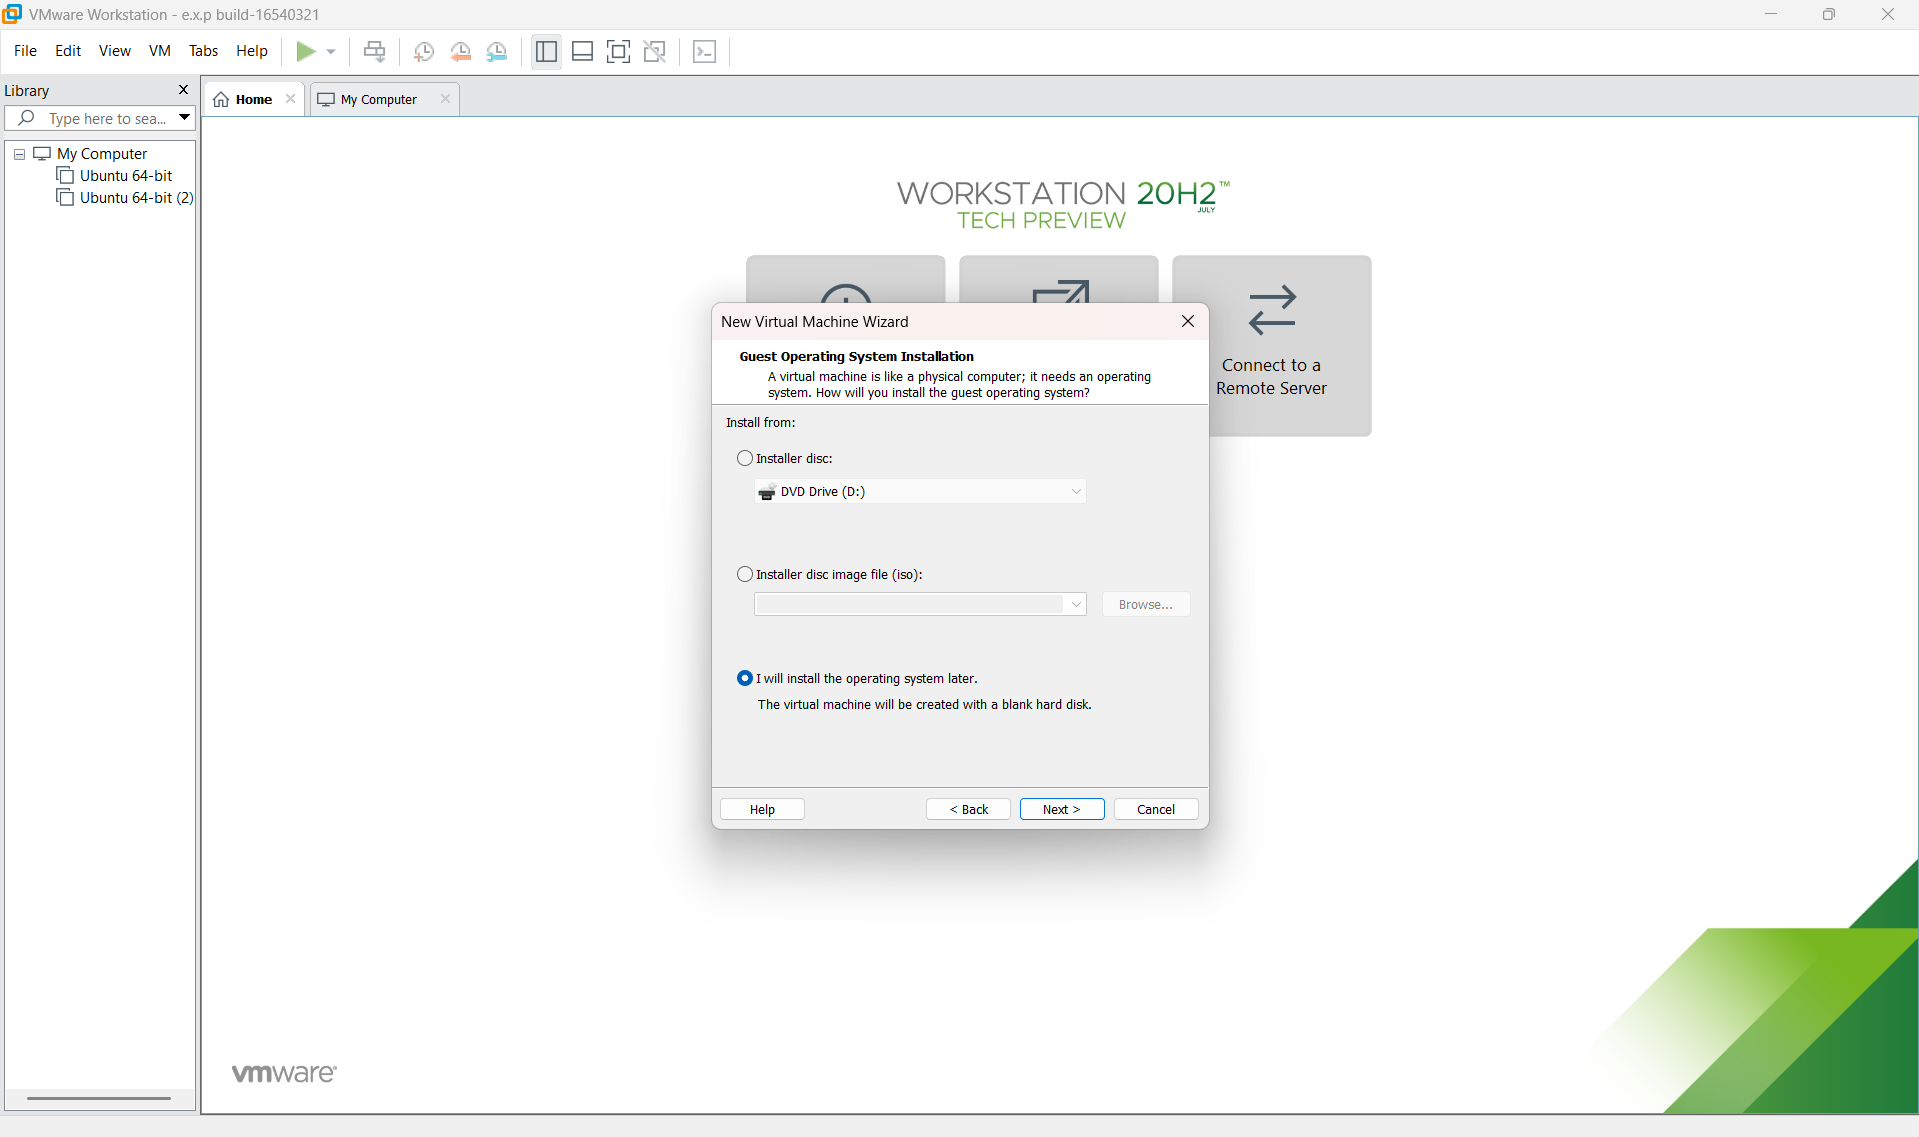 VMware Workstation - e.x.p build-16540321
File Edit View VM Tabs Help
Library
Home
My Computer
Type here to sea...
My Computer
Ubuntu 64-bit
Ubuntu 64-bit (2)
WORKSTATION 20H2™
JULY
TECH PREVIEW
Connect to a
Remote Server
New Virtual Machine Wizard
Guest Operating System Installation
A virtual machine is like a physical computer; it needs an operating
system. How will you install the guest operating system?
Install from:
Installer disc:
DVD Drive (D:)
Installer disc image file (iso):
Browse...
I will install the operating system later.
The virtual machine will be created with a blank hard disk.
Help
< Back
Next >
Cancel
vmware®